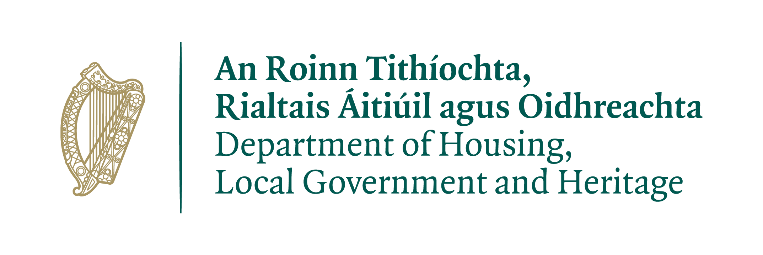 An Roinn Tithíochta,
Rialtais Áitiúil agus Oidhreachta
Department of Housing,
Local Government and Heritage